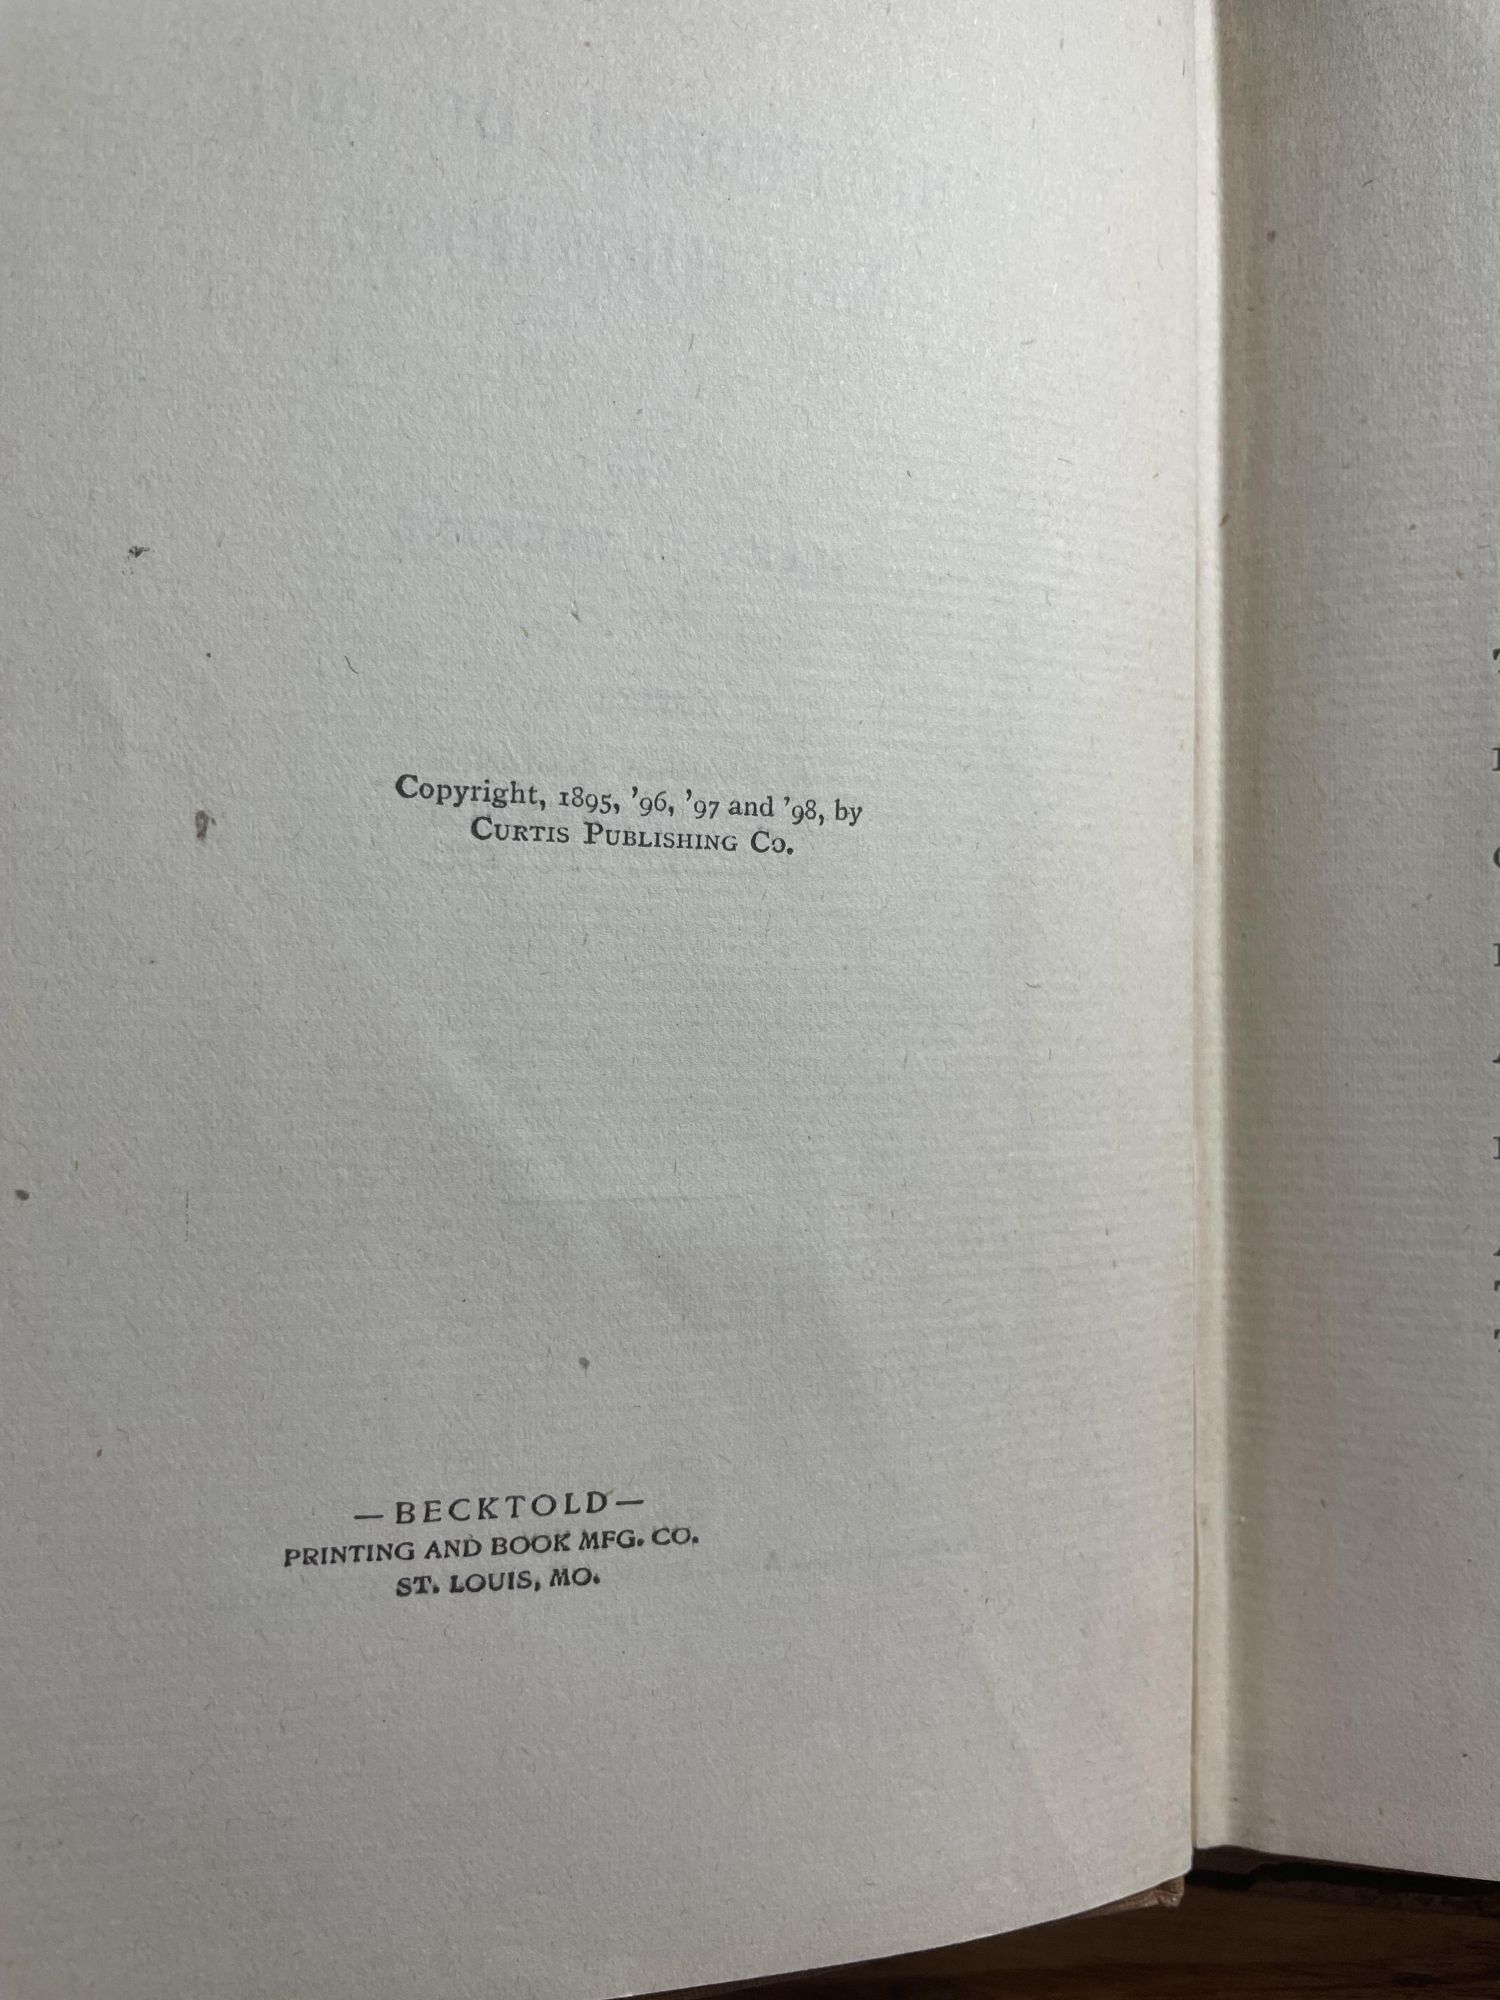 Copyright, 1895, '96, '97 and '98, by
CURTIS PUBLISHING CO.
—BECKTOLD—
PRINTING AND BOOK MFG. CO.
ST. LOUIS, MO.